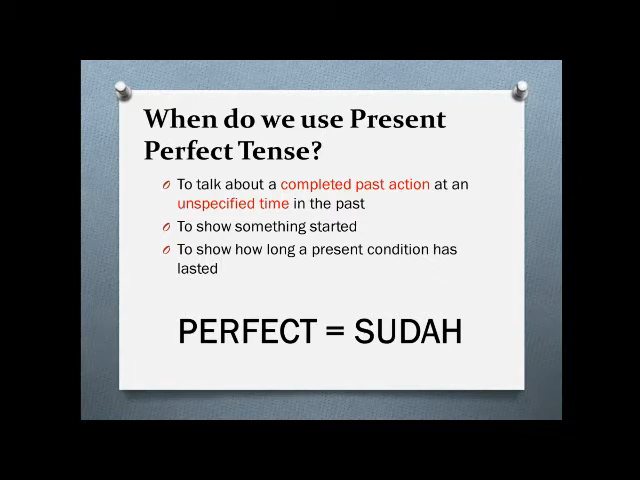 When do we use Present
Perfect Tense?
To talk about a completed past action at an
unspecified time in the past
To show something started
To show how long a present condition has
lasted
PERFECT = SUDAH